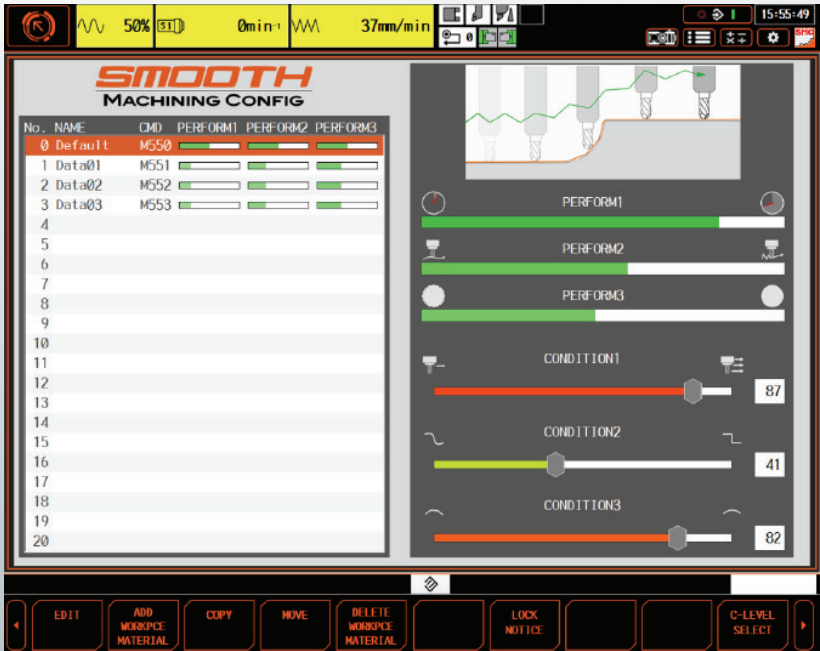 50%
S1
0min-1
37mm/min
0
15:55:49
SMC
SMOOTH
MACHINING CONFIG
No. NAME CMD PERFORM1 PERFORM2 PERFORM3
0 Default M550
1 Data01 M551
2 Data02 M552
3 Data03 M553
4
5
6
7
8
9
10
11
12
13
14
15
16
17
18
19
20
PERFORM1
PERFORM2
PERFORM3
CONDITION1
87
CONDITION2
41
CONDITION3
82
EDIT
ADD
WORKPCE
MATERIAL
COPY
MOVE
DELETE
WORKPCE
MATERIAL
LOCK
NOTICE
C-LEVEL
SELECT